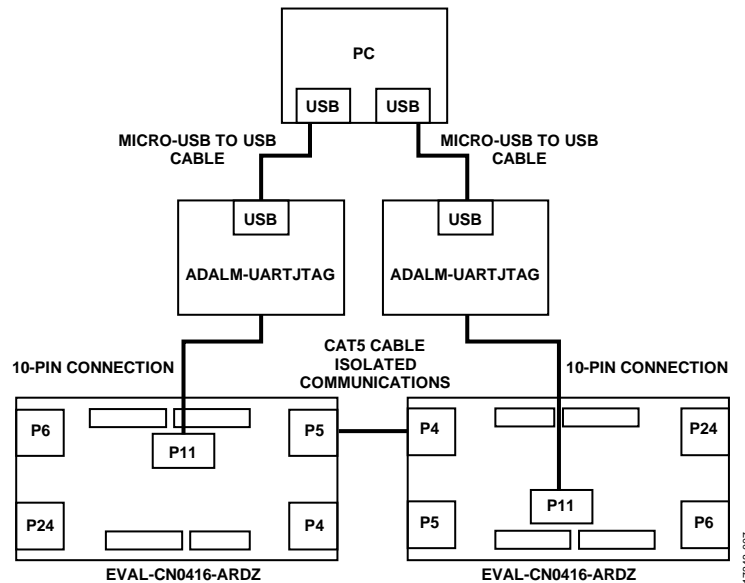 PC
USB
USB
MICRO-USB TO USB
CABLE
MICRO-USB TO USB
CABLE
USB
USB
ADALM-UARTJTAG
ADALM-UARTJTAG
10-PIN CONNECTION
CAT5 CABLE
ISOLATED
COMMUNICATIONS
10-PIN CONNECTION
P6
P11
P5
P4
P24
P24
P4
P5
P11
P6
EVAL-CN0416-ARDZ
EVAL-CN0416-ARDZ